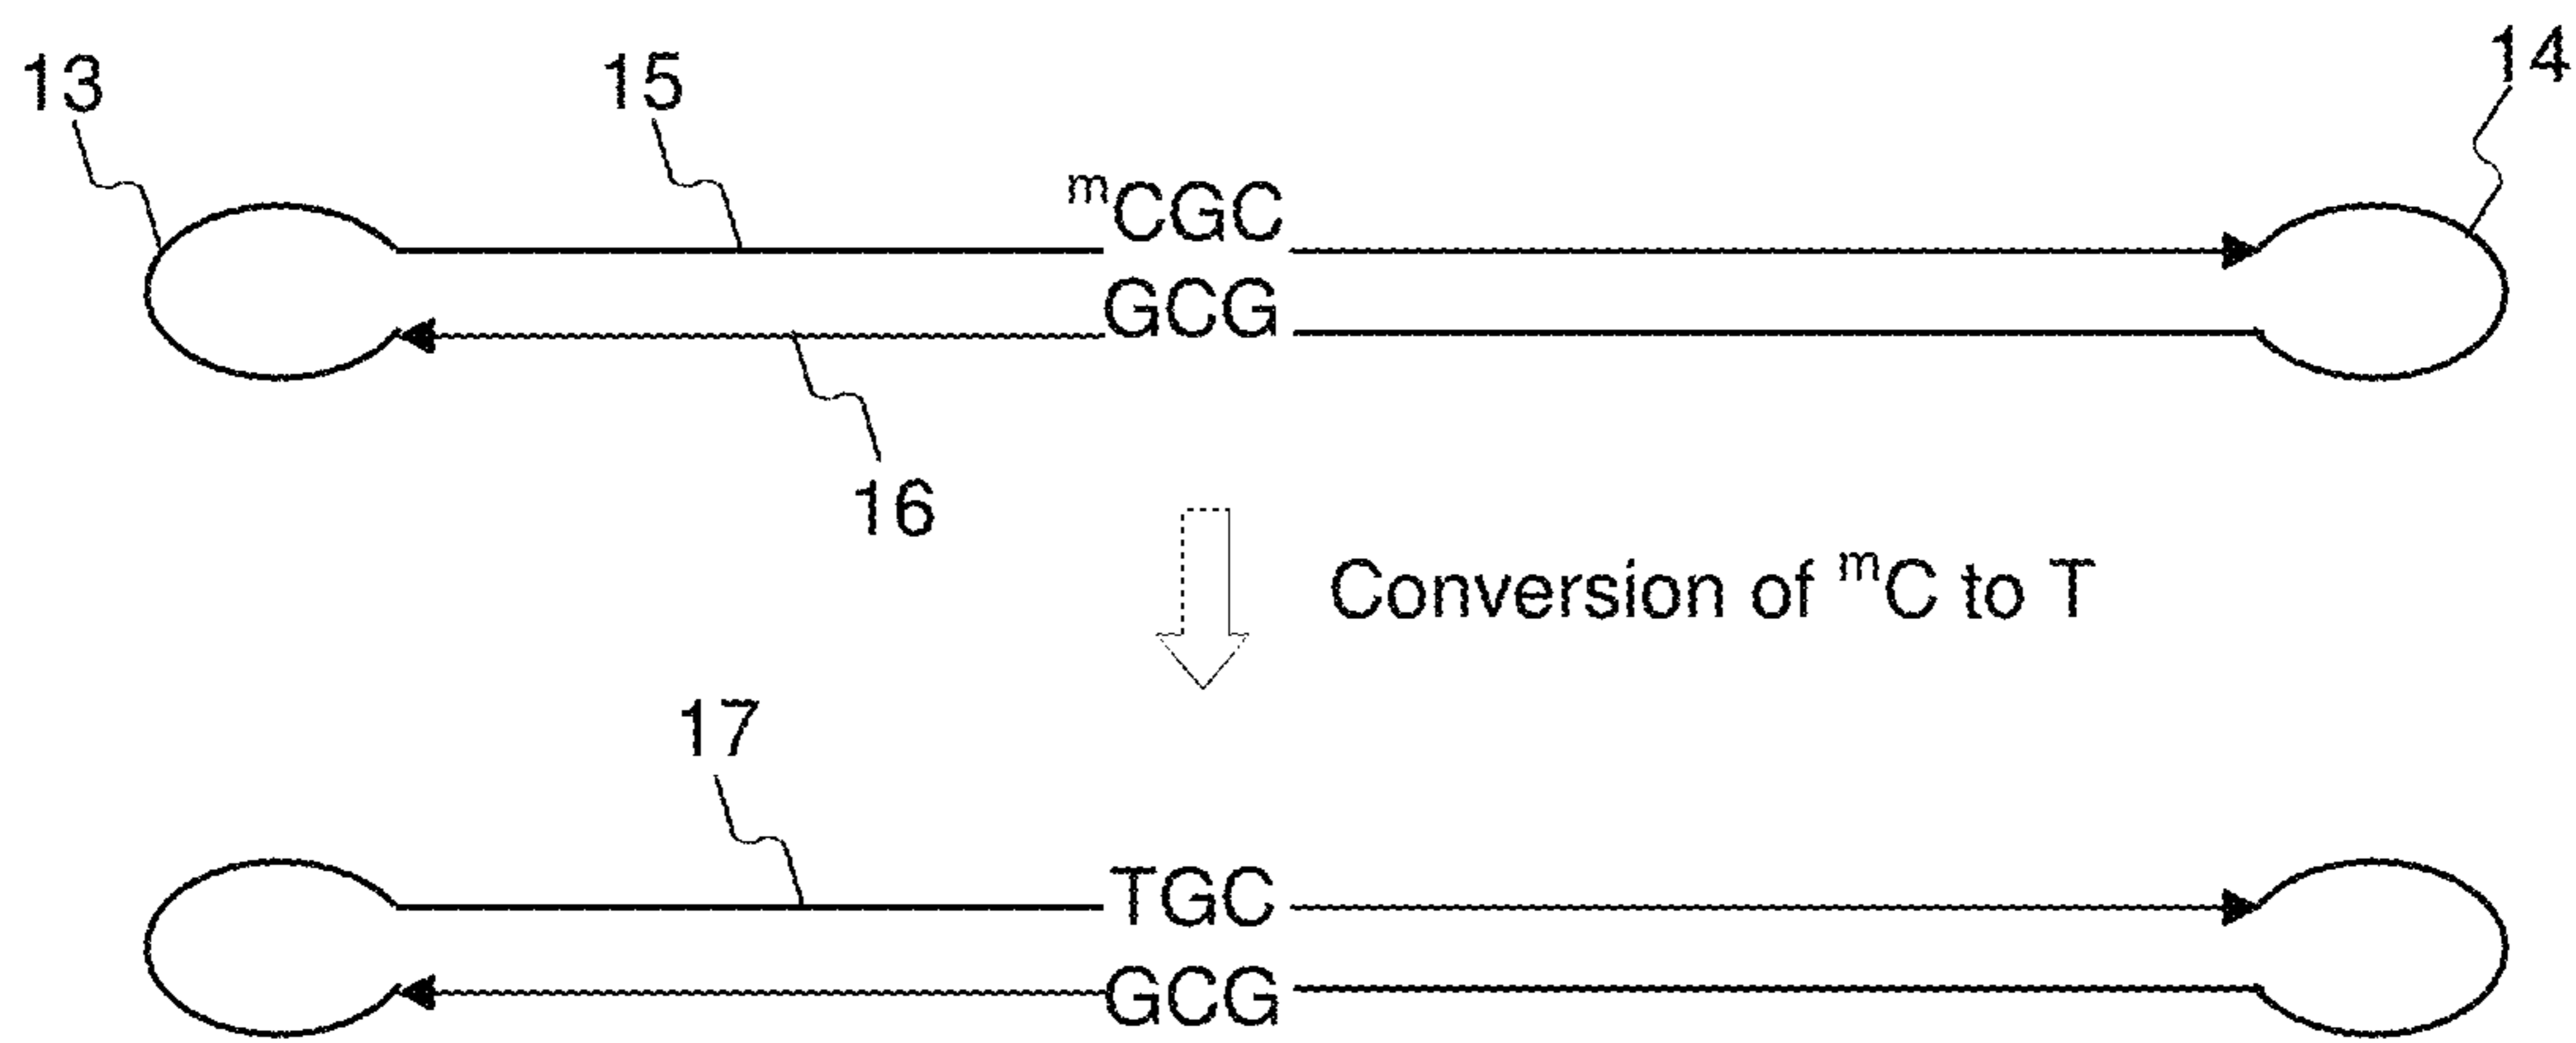 13
15
14
ᵐCGC
GCG
16
Conversion of ᵐC to T
17
TGC
GCG